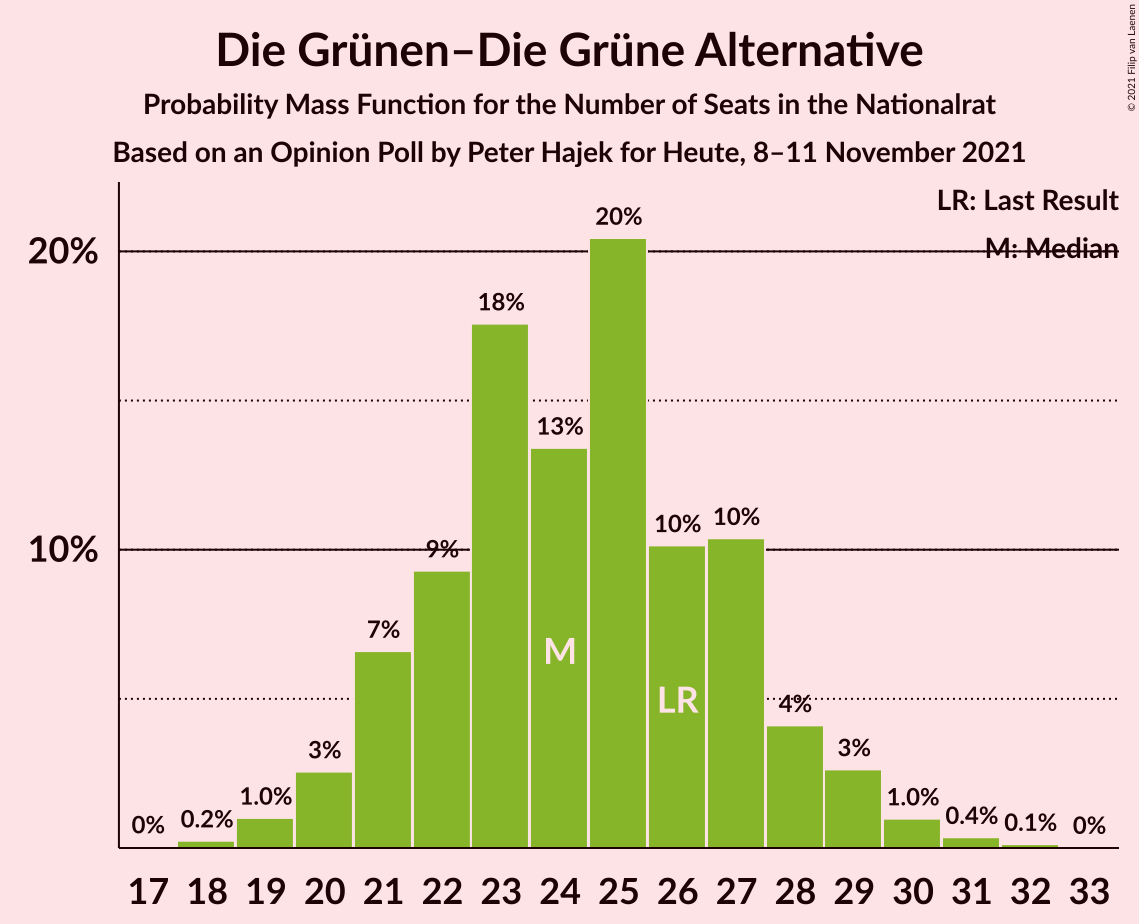 Die Grünen–Die Grüne Alternative
Probability Mass Function for the Number of Seats in the Nationalrat
Based on an Opinion Poll by Peter Hajek for Heute, 8–11 November 2021
© 2021 Filip van Laenen
LR: Last Result
M: Median
20%
10%
0%
0.2%
1.0%
3%
7%
9%
18%
13%
20%
10%
10%
4%
3%
1.0%
0.4%
0.1%
0%
M
LR
17 18 19 20 21 22 23 24 25 26 27 28 29 30 31 32 33